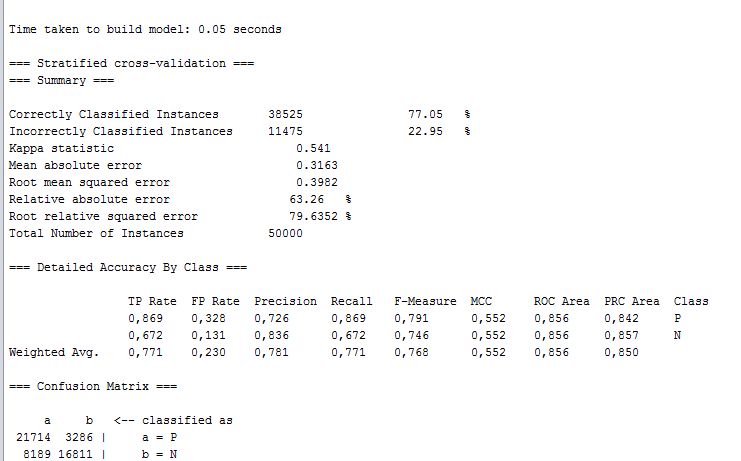 Time taken to build model: 0.05 seconds
=== Stratified cross-validation ===
=== Summary ===
Correctly Classified Instances 38525 77.05 %
Incorrectly Classified Instances 11475 22.95 %
Kappa statistic 0.541
Mean absolute error 0.3163
Root mean squared error 0.3982
Relative absolute error 63.26 %
Root relative squared error 79.6352 %
Total Number of Instances 50000
=== Detailed Accuracy By Class ===
TP Rate FP Rate Precision Recall F-Measure MCC ROC Area PRC Area Class
0,869 0,328 0,726 0,869 0,791 0,552 0,856 0,842 P
0,672 0,131 0,836 0,672 0,746 0,552 0,856 0,857 N
Weighted Avg. 0,771 0,230 0,781 0,771 0,768 0,552 0,856 0,850
=== Confusion Matrix ===
a b <-- classified as
21714 3286 | a = P
8189 16811 | b = N